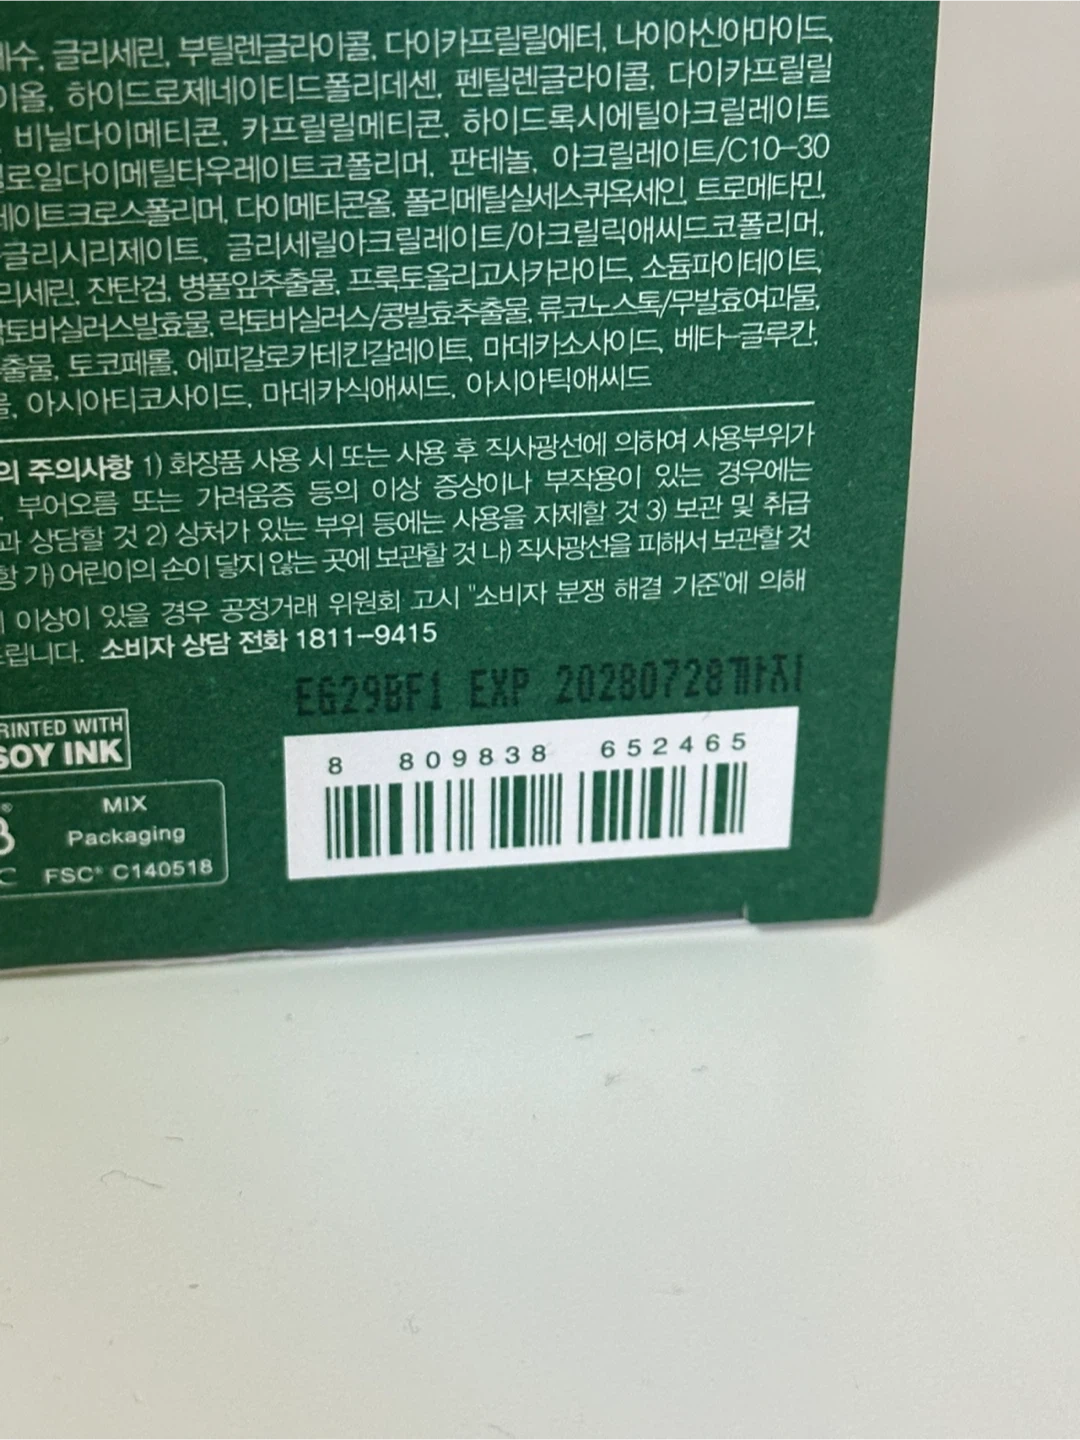 글리세린, 부틸렌글라이콜, 다이카프릴릴에터, 나이아신아마이드,
하이드로제네이티드폴리데센, 펜틸렌글라이콜, 다이카프릴릴
비닐다이메티콘, 카프릴릴메티콘, 하이드록시에틸아크릴레이트
로일다이메틸타우레이트코폴리머, 판테놀, 아크릴레이트/C10-30
이트크로스폴리머, 다이메티콘올, 폴리메틸실세스퀴옥세인, 트로메타민,
글리시리제이트, 글리세릴아크릴레이트/아크릴릭애씨드코폴리머,
리세린, 잔탄검, 병풀잎추출물, 프룩토올리고사카라이드, 소듐파이테이트,
락토바실러스발효물, 락토바실러스/콩발효추출물, 류코노스톡/무발효여과물,
출물, 토코페롤, 에피갈로카테킨갈레이트, 마데카소사이드, 베타-글루칸,
아시아티코사이드, 마데카식애씨드, 아시아틱애씨드
의 주의사항 1) 화장품 사용 시 또는 사용 후 직사광선에 의하여 사용부위가
부어오름 또는 가려움증 등의 이상 증상이나 부작용이 있는 경우에는
과 상담할 것 2) 상처가 있는 부위 등에는 사용을 자제할 것 3) 보관 및 취급
항 가) 어린이의 손이 닿지 않는 곳에 보관할 것 나) 직사광선을 피해서 보관할 것
이상이 있을 경우 공정거래 위원회 고시 "소비자 분쟁 해결 기준"에 의해
드립니다. 소비자 상담 전화 1811-9415
EG29BF1 EXP 20280728까지
RINTED WITH
SOY INK
8 809838 652465
MIX
Packaging
FSC® C140518